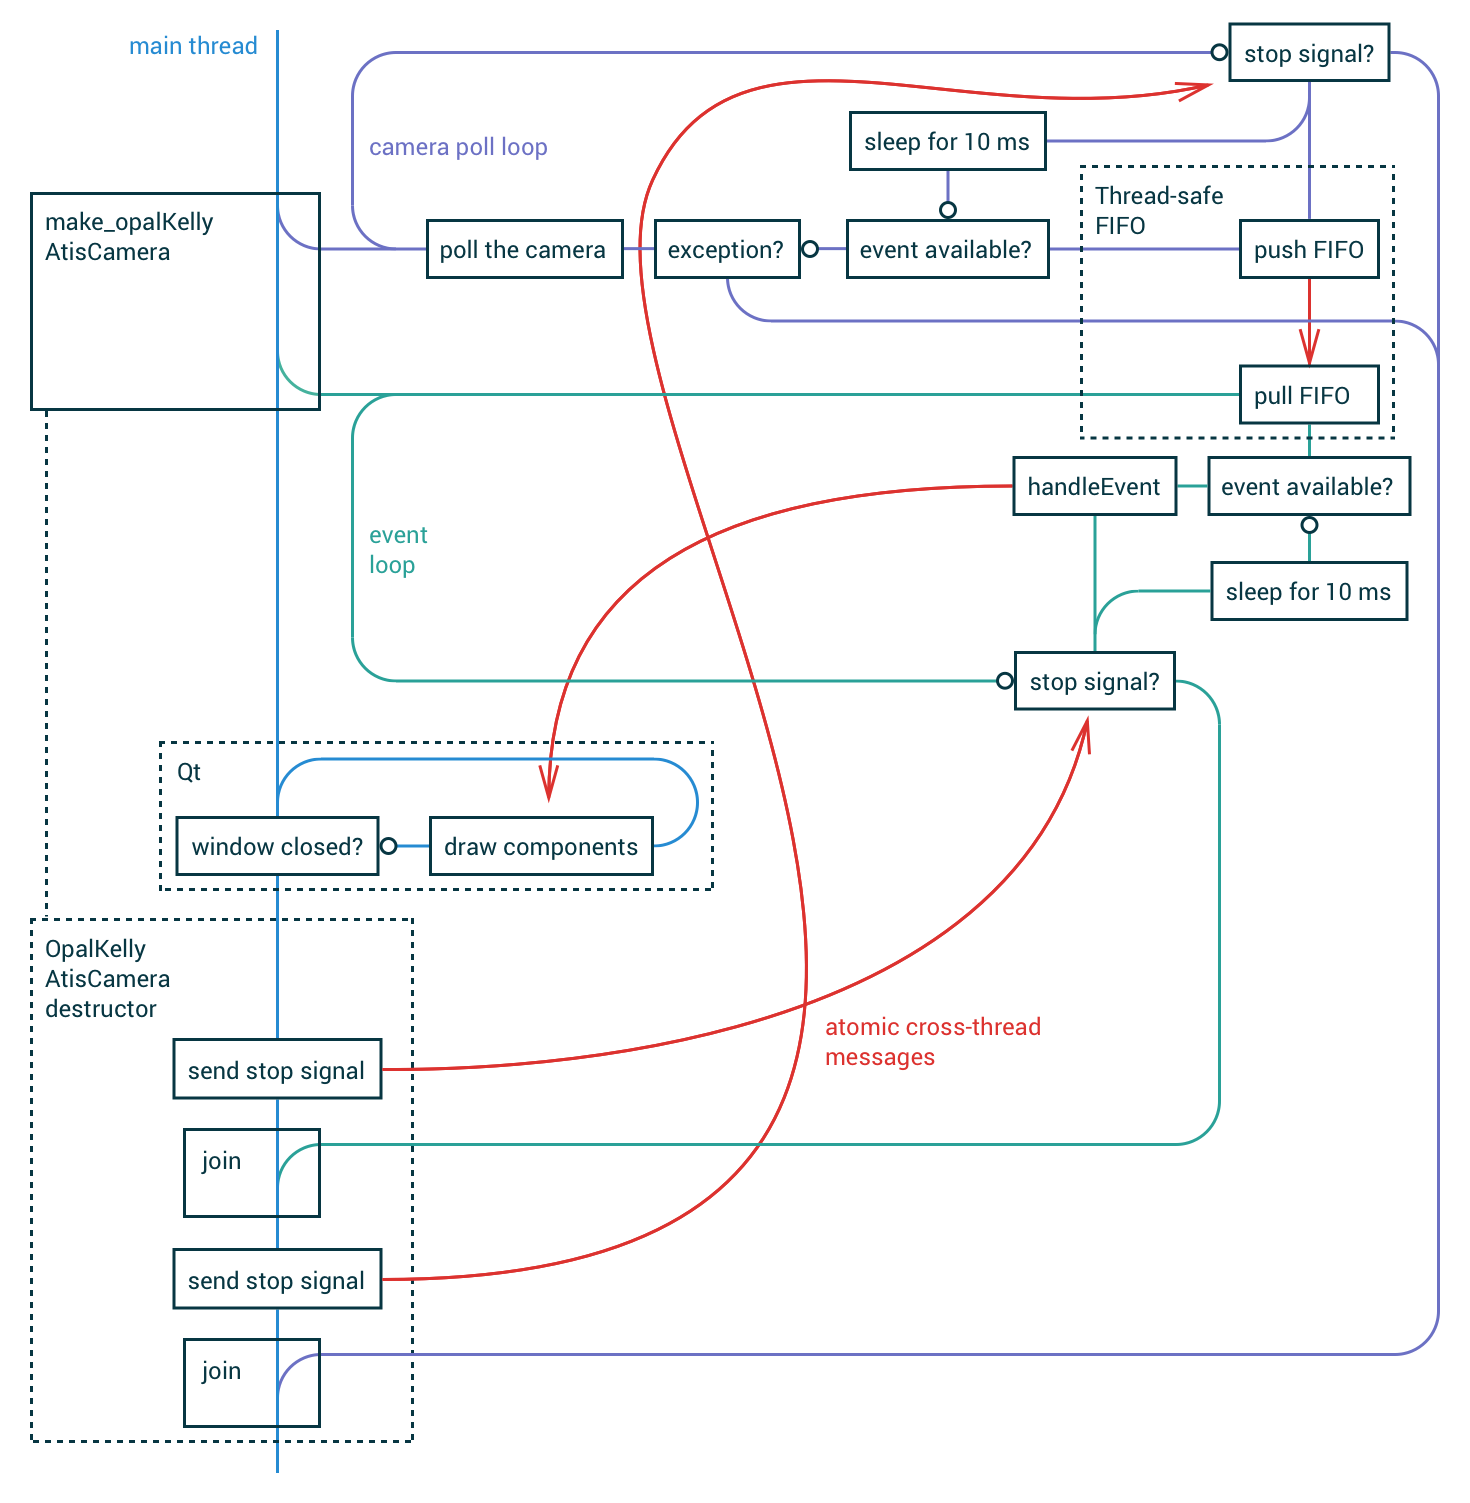 main thread
stop signal?
camera poll loop
sleep for 10 ms
make_opalKelly
AtisCamera
Thread-safe
FIFO
poll the camera
exception?
event available?
push FIFO
pull FIFO
handleEvent
event available?
event
loop
sleep for 10 ms
stop signal?
Qt
window closed?
draw components
OpalKelly
AtisCamera
destructor
atomic cross-thread
messages
send stop signal
join
send stop signal
join